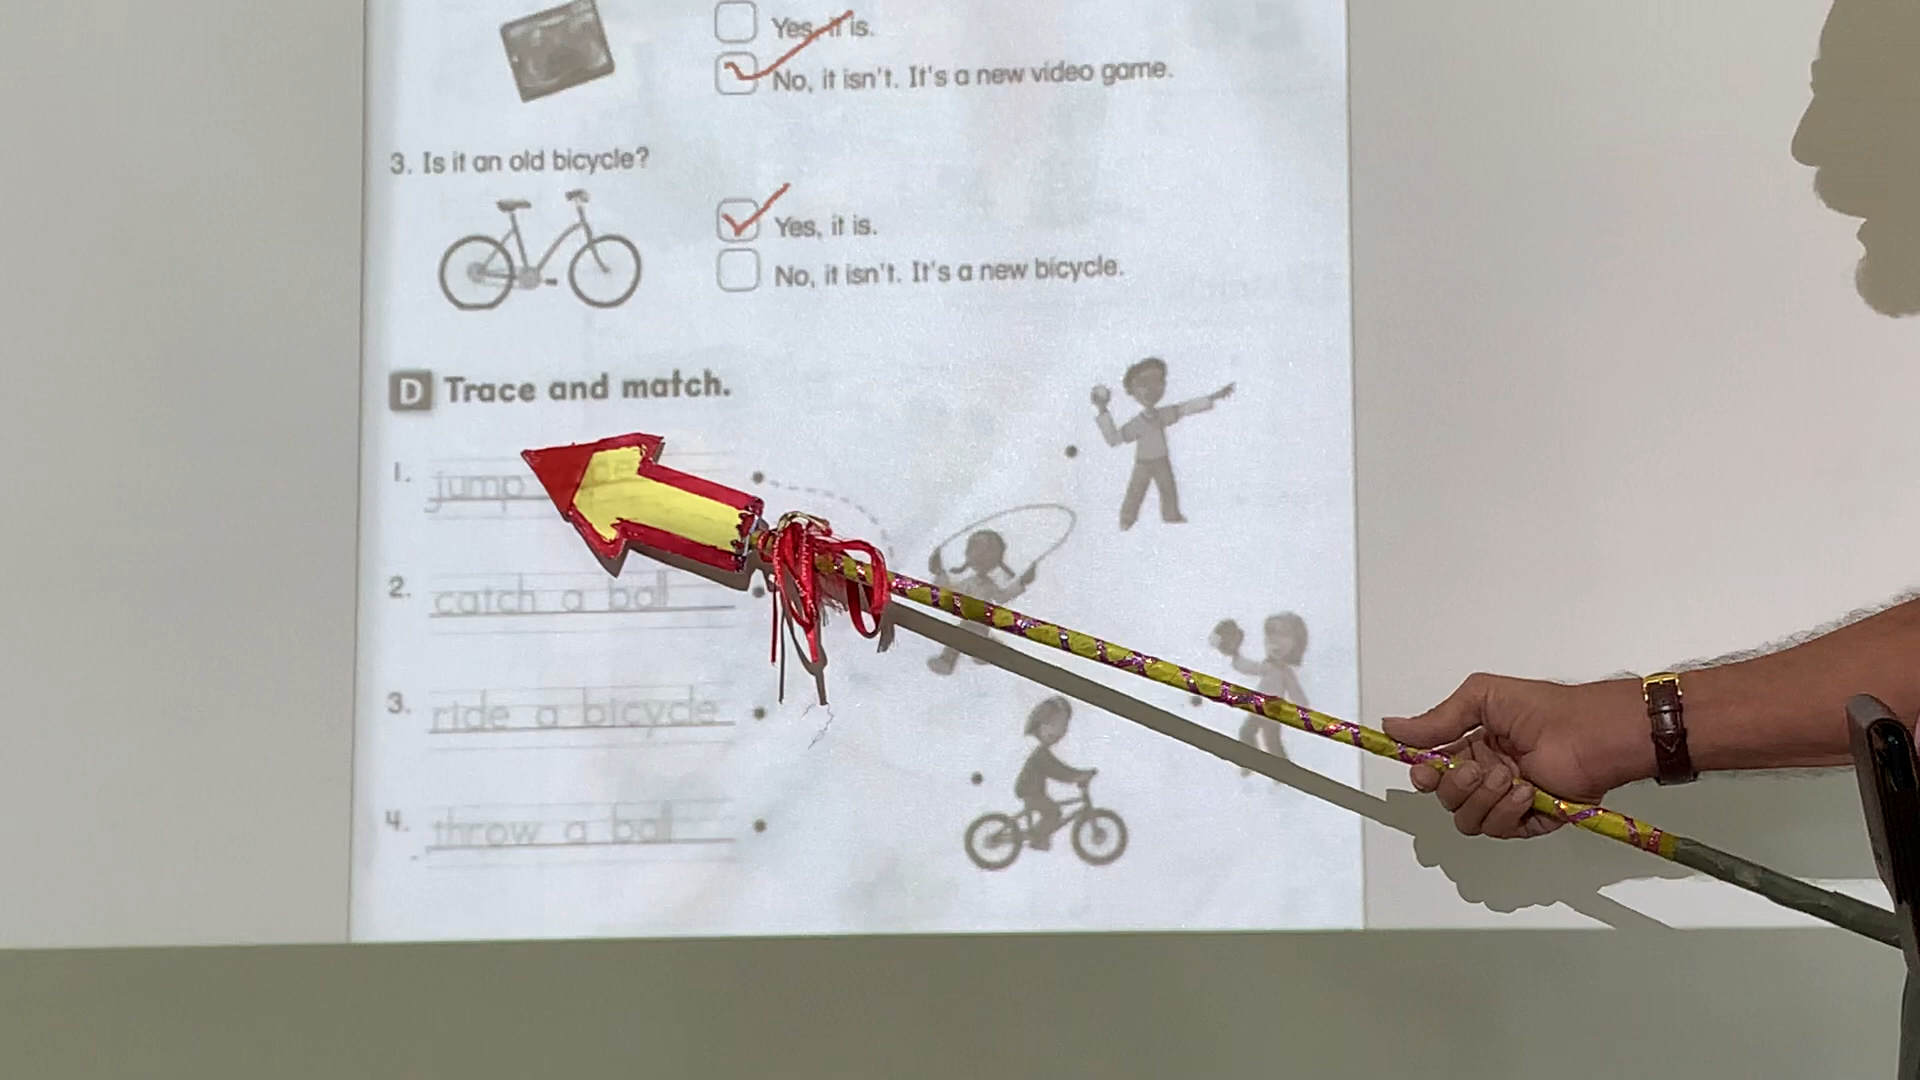 Yes, it is.
No, it isn't. It's a new video game.
3. Is it an old bicycle?
Yes, it is.
No, it isn't. It's a new bicycle.
D Trace and match.
1. jump
2. catch a ball
3. ride a bicycle
4. throw a ball